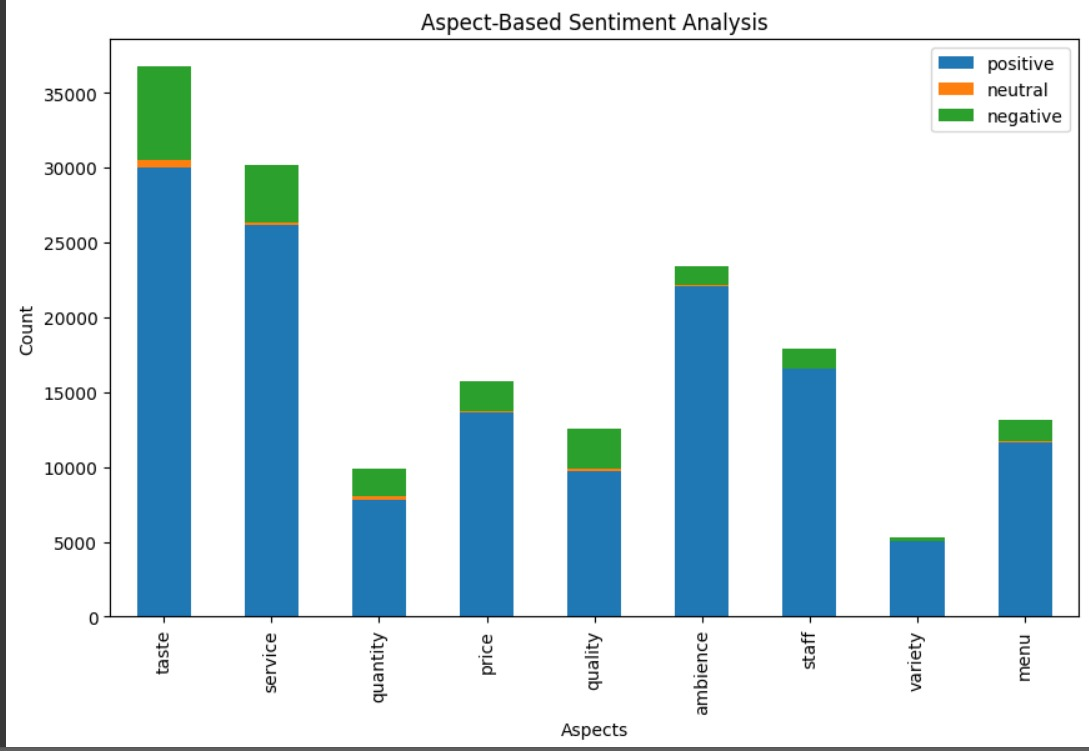 Aspect-Based Sentiment Analysis
positive
neutral
negative
35000
30000
25000
20000
15000
10000
5000
0
Count
taste
service
quantity
price
quality
ambience
staff
variety
menu
Aspects